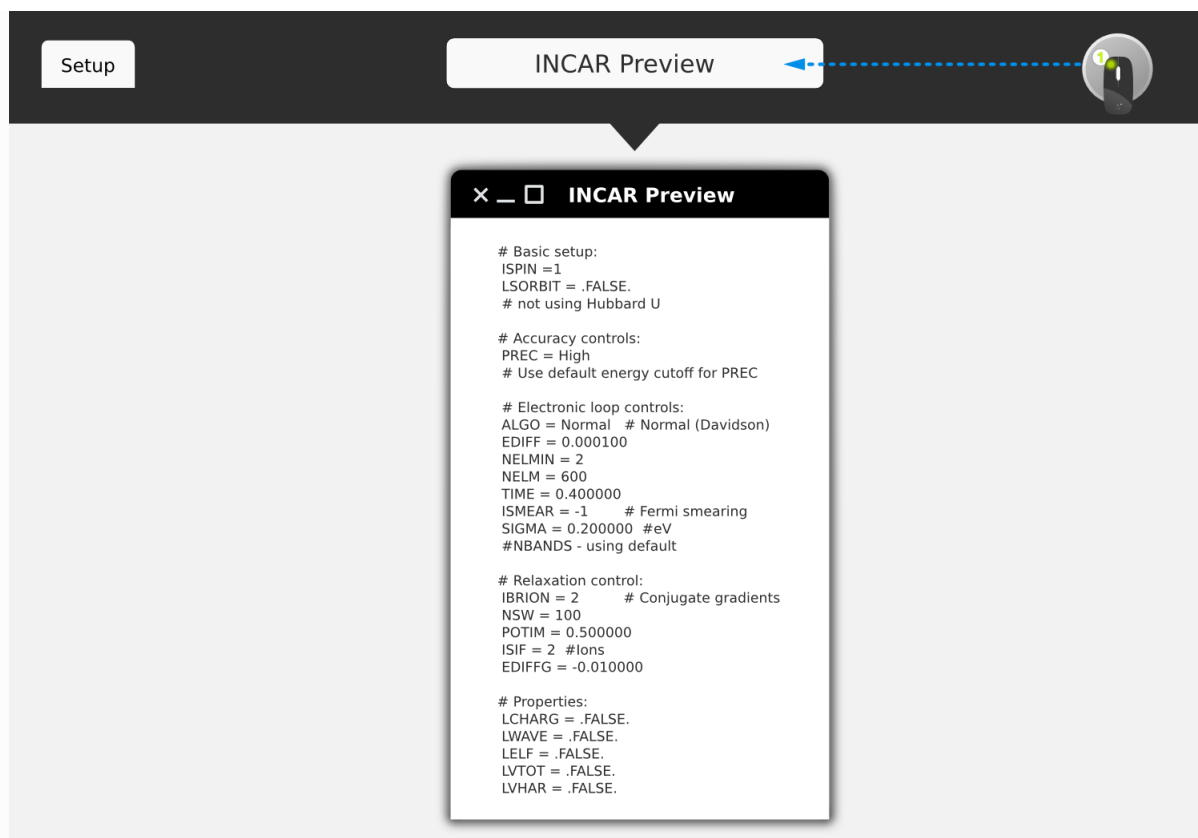 Setup
INCAR Preview
1
INCAR Preview
# Basic setup:
ISPIN =1
LSORBIT = .FALSE.
# not using Hubbard U
# Accuracy controls:
PREC = High
# Use default energy cutoff for PREC
# Electronic loop controls:
ALGO = Normal # Normal (Davidson)
EDIFF = 0.000100
NELMIN = 2
NELM = 600
TIME = 0.400000
ISMEAR = -1 # Fermi smearing
SIGMA = 0.200000 #eV
#NBANDS - using default
# Relaxation control:
IBRION = 2 # Conjugate gradients
NSW = 100
POTIM = 0.500000
ISIF = 2 #Ions
EDIFFG = -0.010000
# Properties:
LCHARG = .FALSE.
LWAVE = .FALSE.
LELF = .FALSE.
LVTOT = .FALSE.
LVHAR = .FALSE.